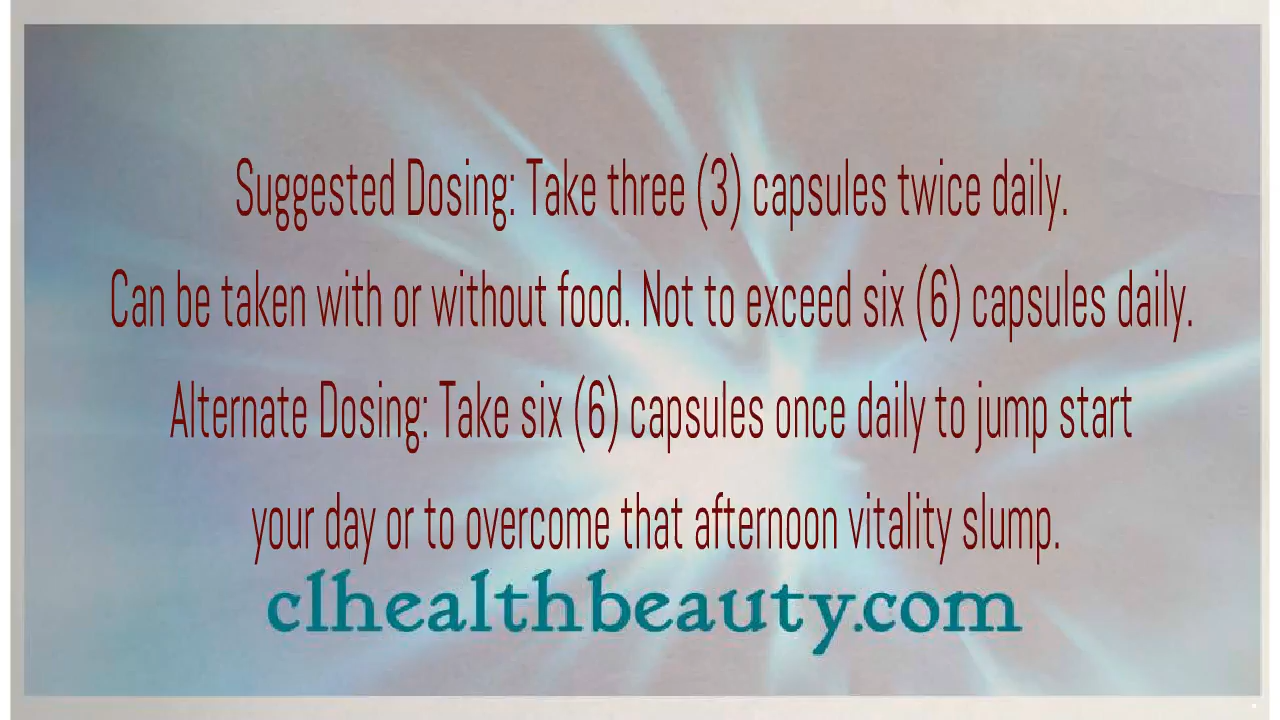 Suggested Dosing: Take three (3) capsules twice daily.
Can be taken with or without food. Not to exceed six (6) capsules daily.
Alternate Dosing: Take six (6) capsules once daily to jump start
your day or to overcome that afternoon vitality slump.
clhealthbeauty.com